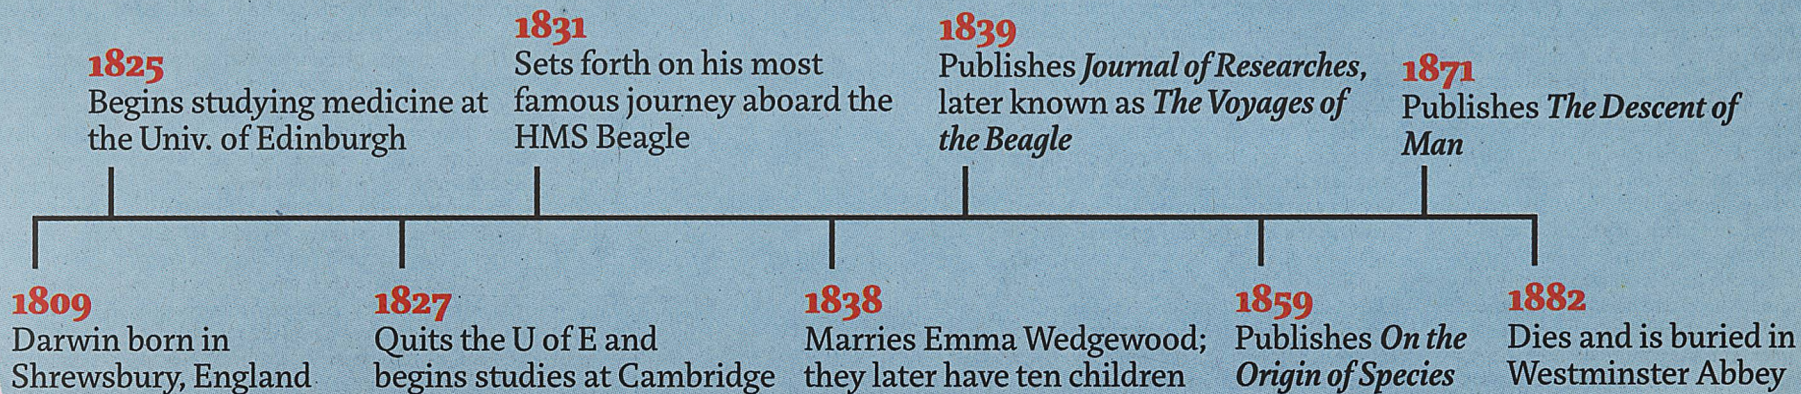 1825
Begins studying medicine at
the Univ. of Edinburgh
1831
Sets forth on his most
famous journey aboard the
HMS Beagle
1839
Publishes Journal of Researches,
later known as The Voyages of
the Beagle
1871
Publishes The Descent of
Man
1809
Darwin born in
Shrewsbury, England
1827
Quits the U of E and
begins studies at Cambridge
1838
Marries Emma Wedgewood;
they later have ten children
1859
Publishes On the
Origin of Species
1882
Dies and is buried in
Westminster Abbey